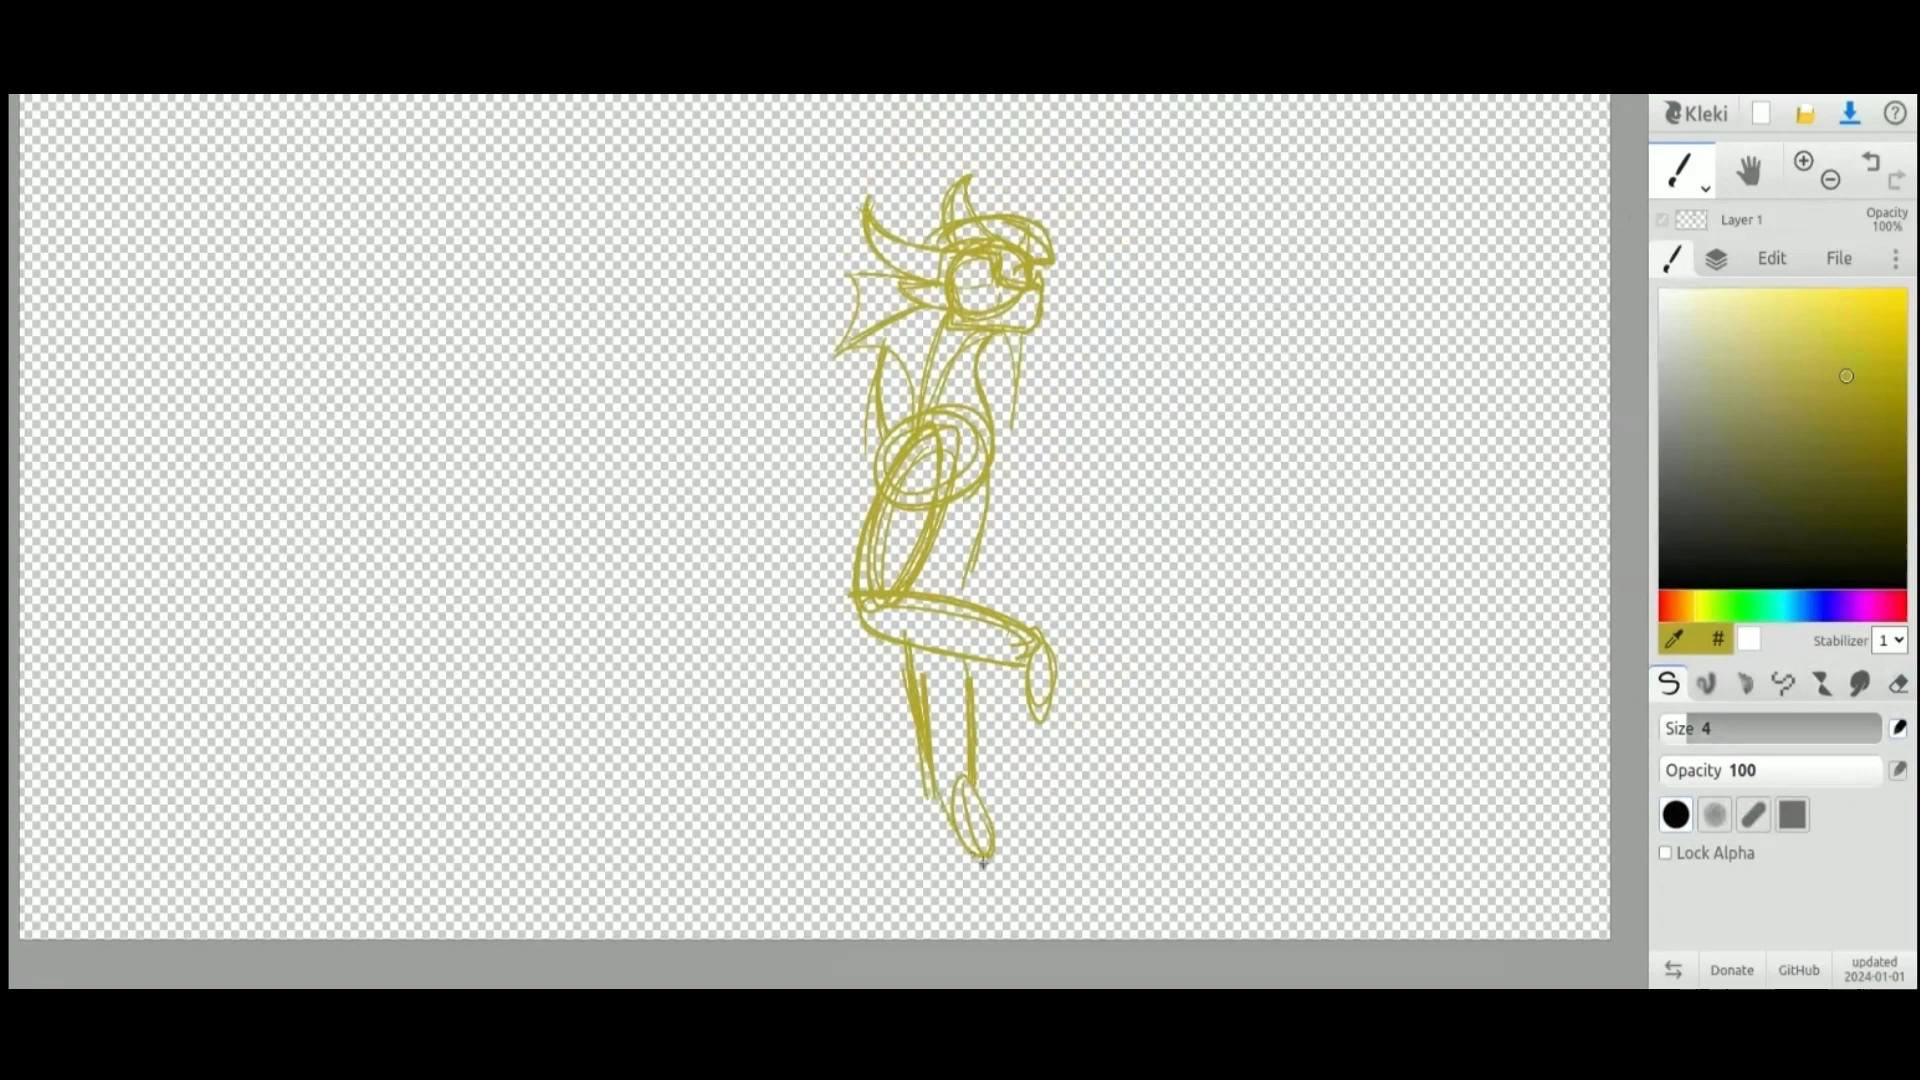 Kleki
Layer 1
Opacity
100%
Edit
File
#
Stabilizer 1
Size 4
Opacity 100
Lock Alpha
Donate
GitHub
updated
2024-01-01